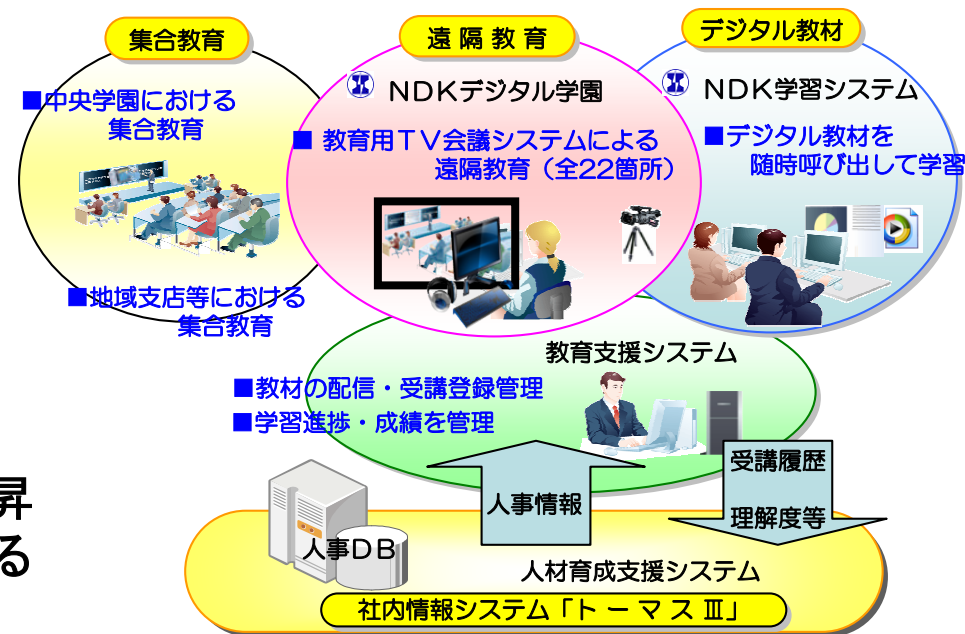 集合教育
■中央学園における
集合教育
■地域支店等における
集合教育
遠 隔 教 育
NDKデジタル学園
■ 教育用TV会議システムによる
遠隔教育（全22箇所）
デジタル教材
NDK学習システム
■デジタル教材を
随時呼び出して学習
教育支援システム
■教材の配信・受講登録管理
■学習進捗・成績を管理
人事情報
受講履歴
理解度等
昇
る
人事DB
人材育成支援システム
社内情報システム「ト ー マ ス Ⅲ」